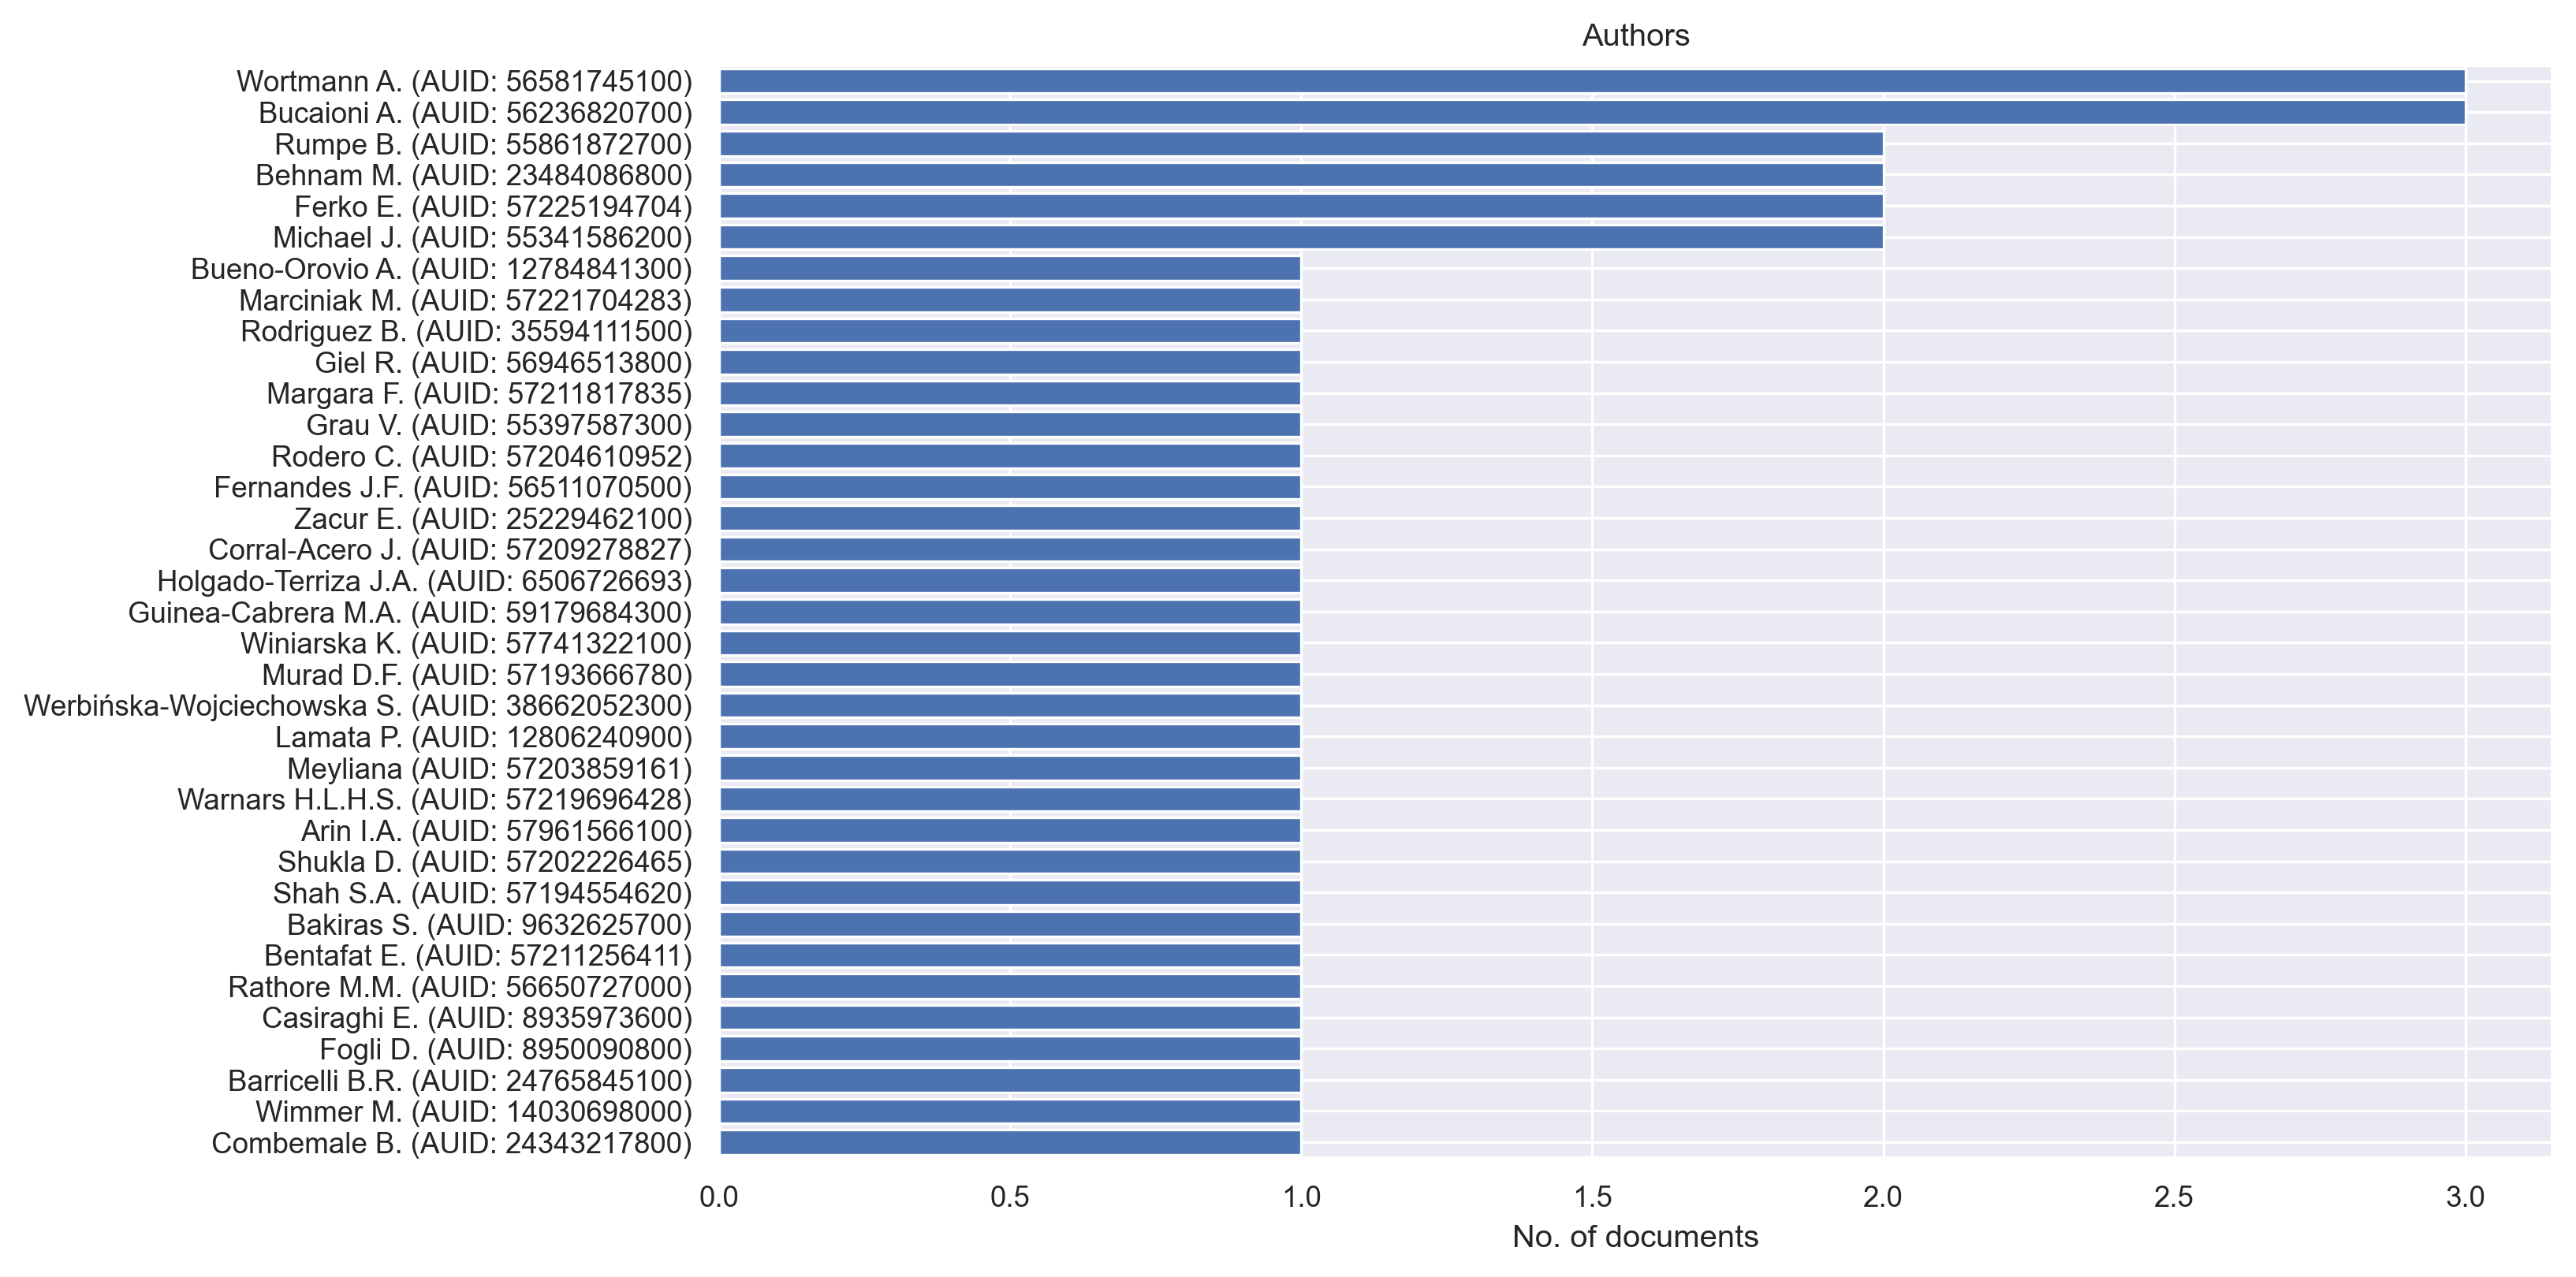 Authors
Wortmann A. (AUID: 56581745100)
Bucaioni A. (AUID: 56236820700)
Rumpe B. (AUID: 55861872700)
Behnam M. (AUID: 23484086800)
Ferko E. (AUID: 57225194704)
Michael J. (AUID: 55341586200)
Bueno-Orovio A. (AUID: 12784841300)
Marciniak M. (AUID: 57221704283)
Rodriguez B. (AUID: 35594111500)
Giel R. (AUID: 56946513800)
Margara F. (AUID: 57211817835)
Grau V. (AUID: 55397587300)
Rodero C. (AUID: 57204610952)
Fernandes J.F. (AUID: 56511070500)
Zacur E. (AUID: 25229462100)
Corral-Acero J. (AUID: 57209278827)
Holgado-Terriza J.A. (AUID: 6506726693)
Guinea-Cabrera M.A. (AUID: 59179684300)
Winiarska K. (AUID: 57741322100)
Murad D.F. (AUID: 57193666780)
Werbińska-Wojciechowska S. (AUID: 38662052300)
Lamata P. (AUID: 12806240900)
Meyliana (AUID: 57203859161)
Warnars H.L.H.S. (AUID: 57219696428)
Arin I.A. (AUID: 57961566100)
Shukla D. (AUID: 57202226465)
Shah S.A. (AUID: 57194554620)
Bakiras S. (AUID: 9632625700)
Bentafat E. (AUID: 57211256411)
Rathore M.M. (AUID: 56650727000)
Casiraghi E. (AUID: 8935973600)
Fogli D. (AUID: 8950090800)
Barricelli B.R. (AUID: 24765845100)
Wimmer M. (AUID: 14030698000)
Combemale B. (AUID: 24343217800)
0.0 0.5 1.0 1.5 2.0 2.5 3.0
No. of documents